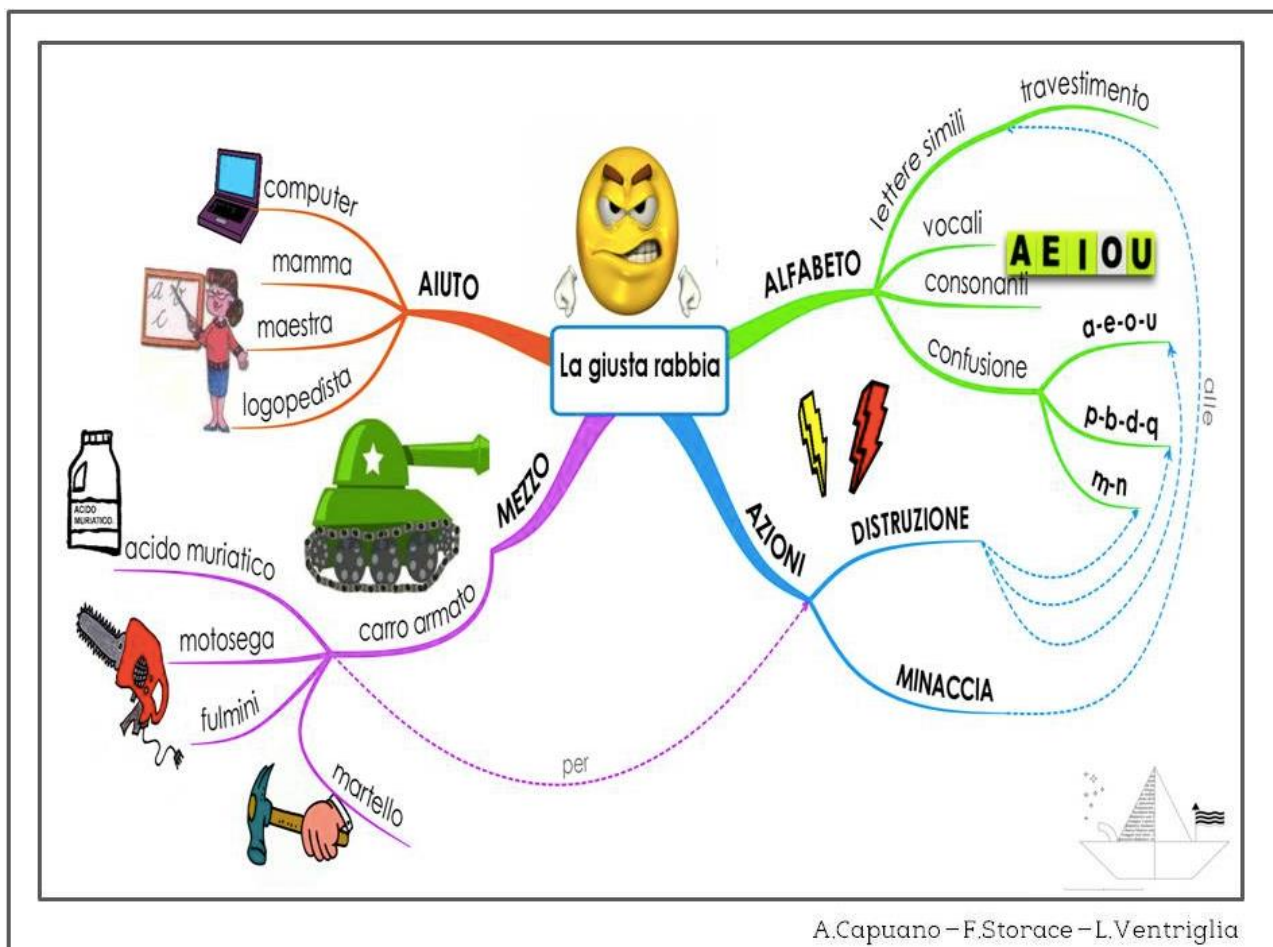 La giusta rabbia
AIUTO
computer
mamma
maestra
logopedista
ALFABETO
lettere simili
travestimento
vocali
A E I O U
consonanti
confusione
a-e-o-u
p-b-d-q
m-n
alle
MEZZO
carro armato
acido muriatico
ACIDO
MURIATICO.
motosega
fulmini
martello
per
AZIONI
DISTRUZIONE
MINACCIA
A.Capuano – F.Storace – L.Ventriglia